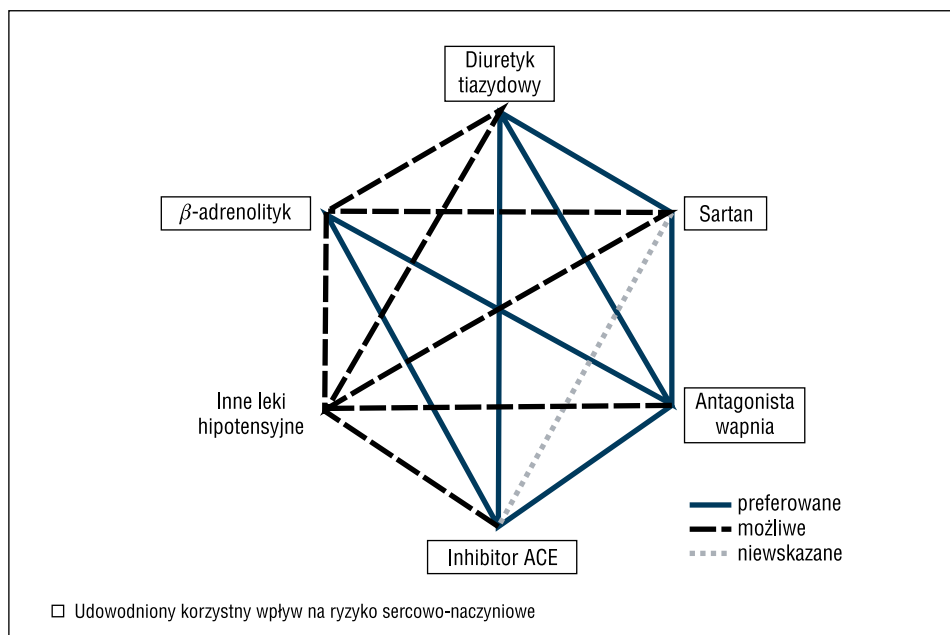 Diuretyk
tiazydowy
β-adrenolityk
Sartan
Inne leki
hipotensyjne
Antagonista
wapnia
Inhibitor ACE
preferowane
możliwe
niewskazane
Udowodniony korzystny wpływ na ryzyko sercowo-naczyniowe